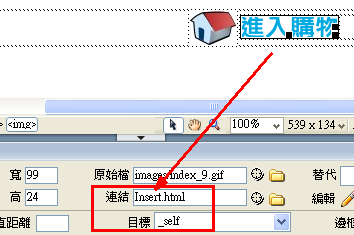 進入購物
<img>
100%
539 x 134
寬 99 原始檔 images/index_9.gif 替代
高 24 連結 Insert.html 編輯
直距離 目標 _self 邊框